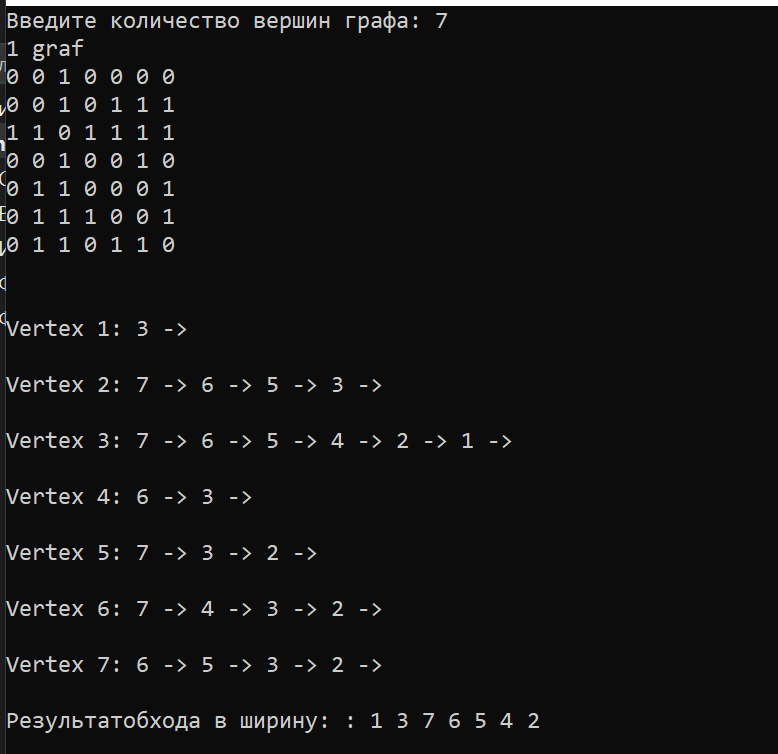 Введите количество вершин графа: 7
1 graf
0 0 1 0 0 0 0
0 0 1 0 1 1 1
1 1 0 1 1 1 1
0 0 1 0 0 1 0
0 1 1 0 0 0 1
0 1 1 1 0 0 1
0 1 1 0 1 1 0
Vertex 1: 3 ->
Vertex 2: 7 -> 6 -> 5 -> 3 ->
Vertex 3: 7 -> 6 -> 5 -> 4 -> 2 -> 1 ->
Vertex 4: 6 -> 3 ->
Vertex 5: 7 -> 3 -> 2 ->
Vertex 6: 7 -> 4 -> 3 -> 2 ->
Vertex 7: 6 -> 5 -> 3 -> 2 ->
Результатобхода в ширину: : 1 3 7 6 5 4 2